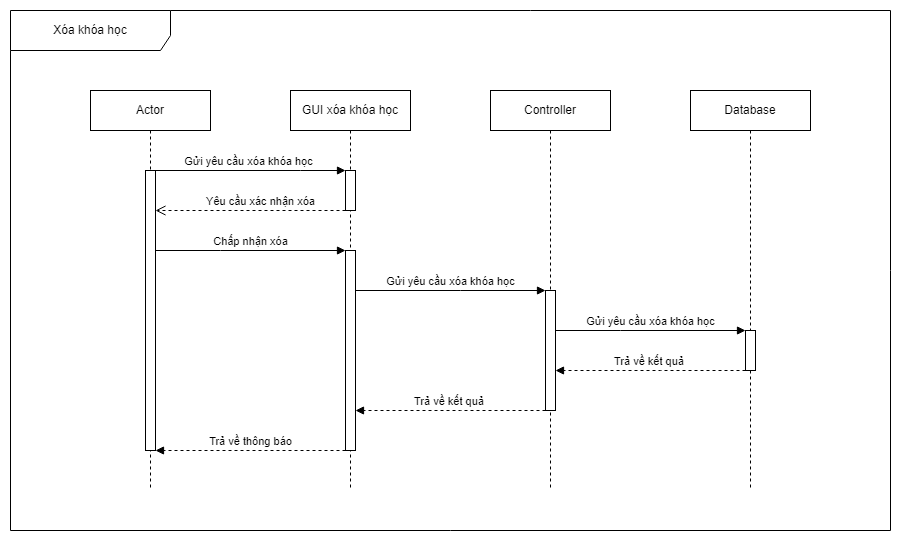 Xóa khóa học
Actor
GUI xóa khóa học
Controller
Database
Gửi yêu cầu xóa khóa học
Yêu cầu xác nhận xóa
Chấp nhận xóa
Gửi yêu cầu xóa khóa học
Gửi yêu cầu xóa khóa học
Trả về kết quả
Trả về kết quả
Trả về thông báo